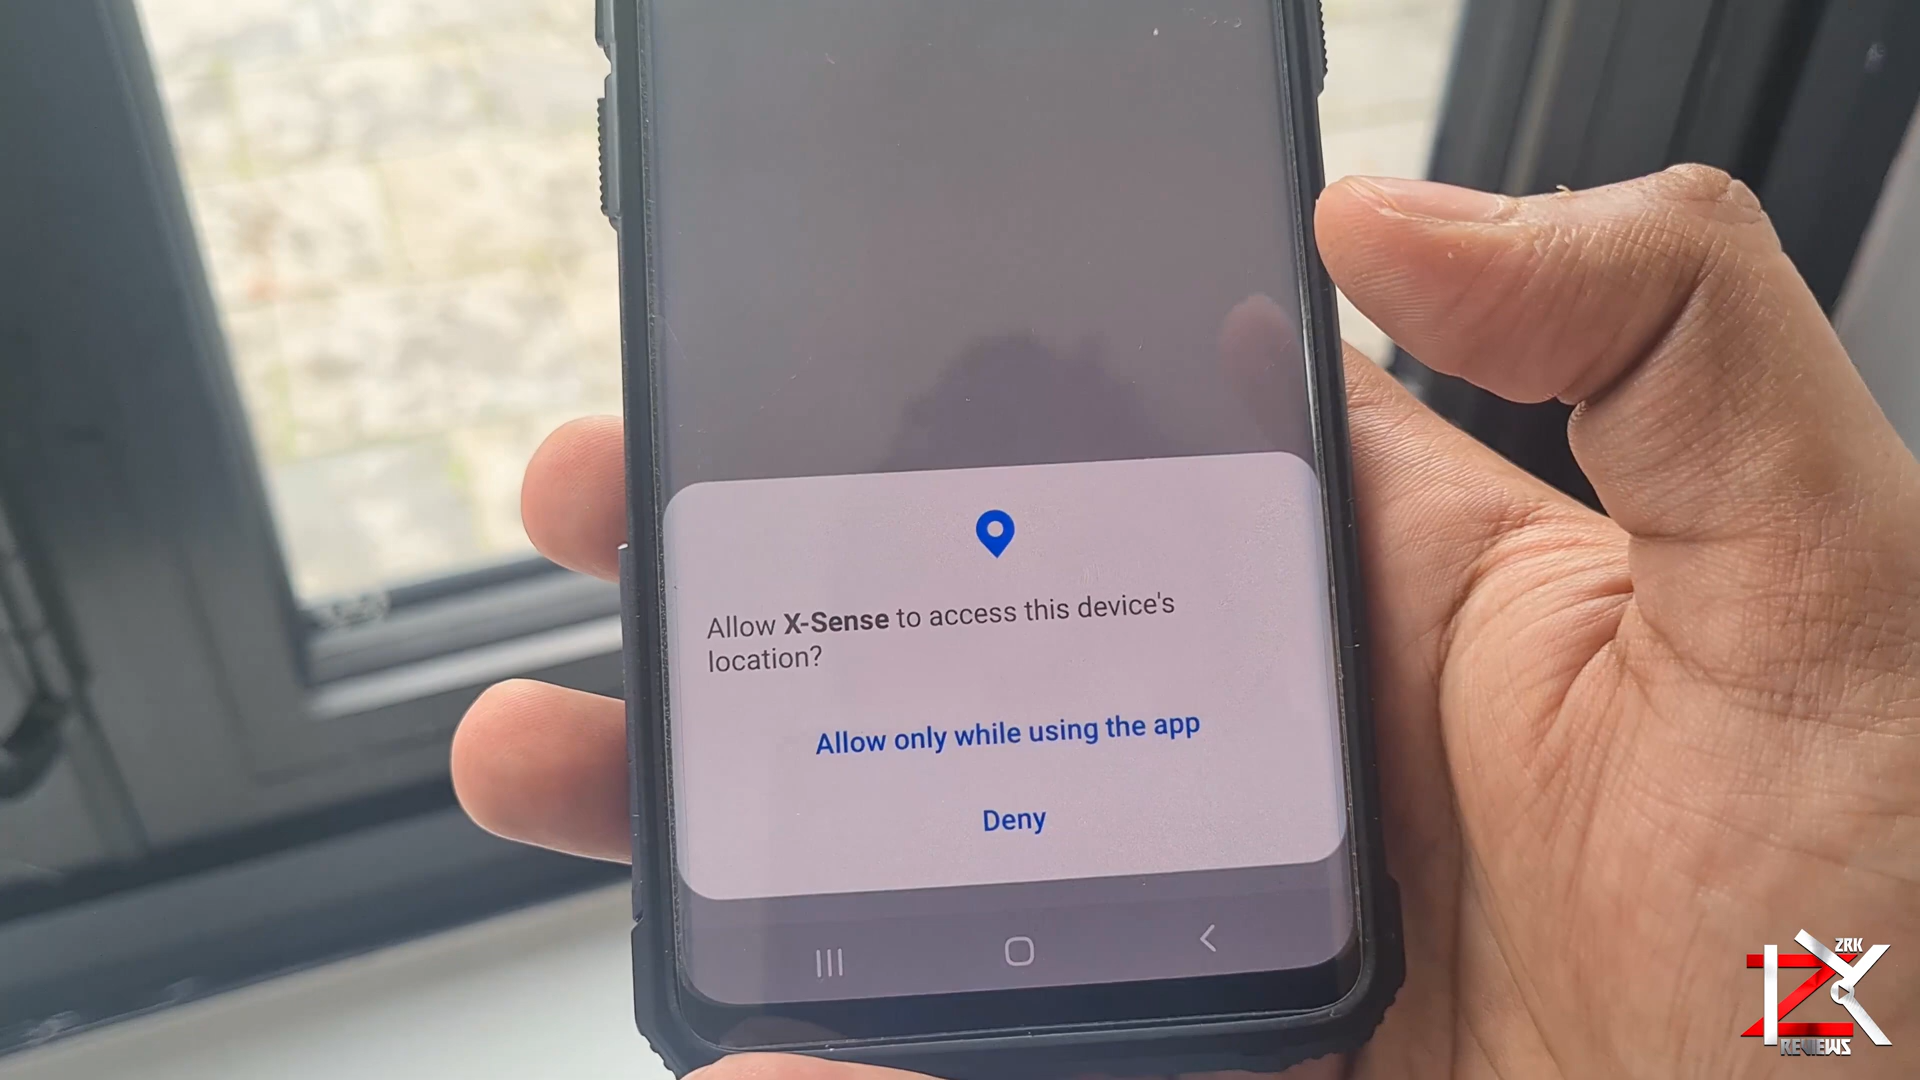 Allow X-Sense to access this device's
location?
Allow only while using the app
Deny
ZRK
REVIEWS